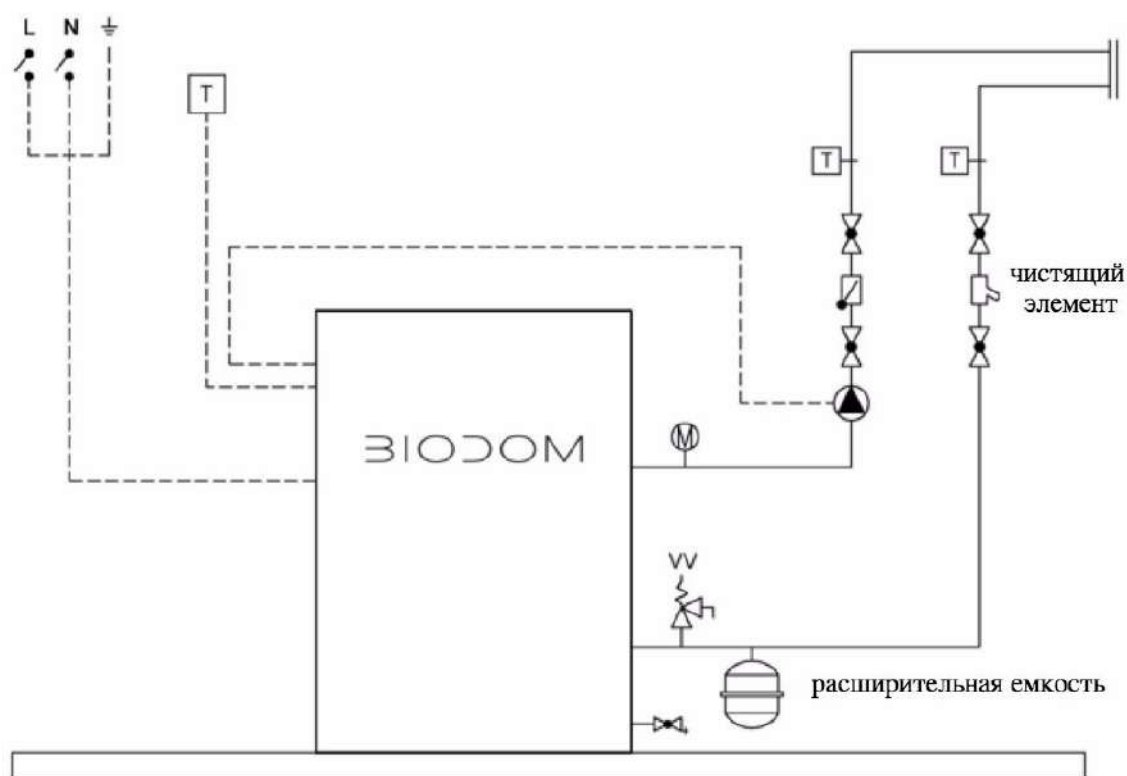 L N
T
T T
чистящий
элемент
BIODOM
M
VV
расширительная емкость